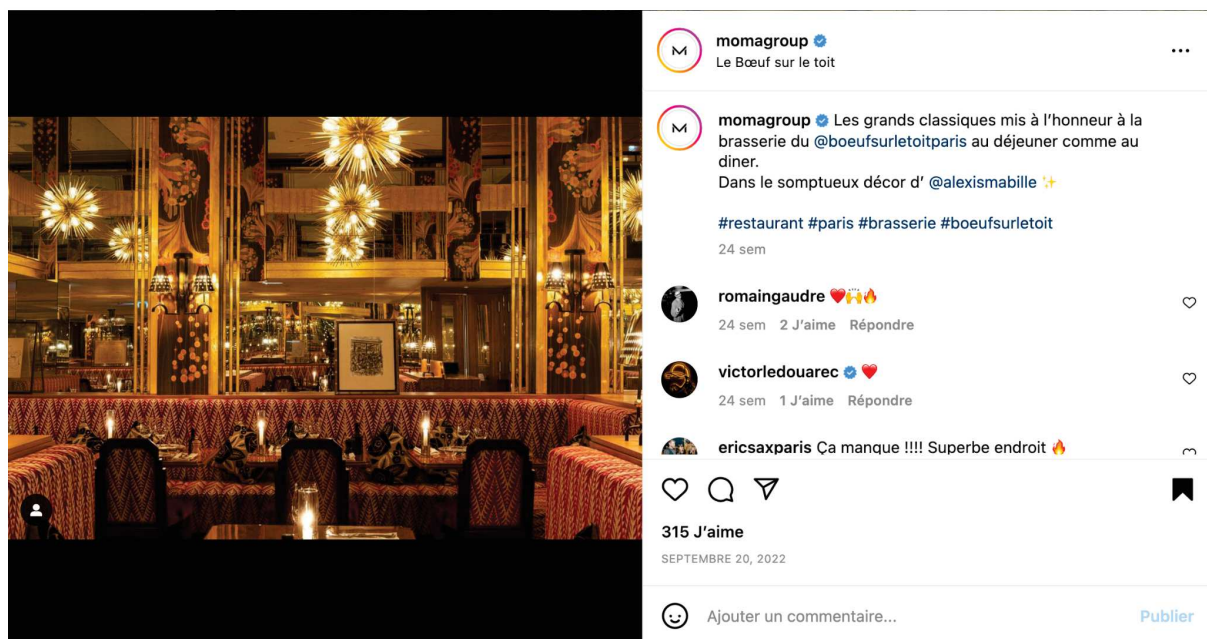 momagroup
Le Bœuf sur le toit
momagroup Les grands classiques mis à l'honneur à la
brasserie du @boeufsurletoitparis au déjeuner comme au
diner.
Dans le somptueux décor d' @alexismabille ✨
#restaurant #paris #brasserie #boeufsurletoit
24 sem
romaingaudre ❤️🙌🔥
24 sem 2 J'aime Répondre
victorledouarec ❤️
24 sem 1 J'aime Répondre
ericsaxparis Ça manque !!!! Superbe endroit 🔥
315 J'aime
SEPTEMBRE 20, 2022
Ajouter un commentaire...
Publier